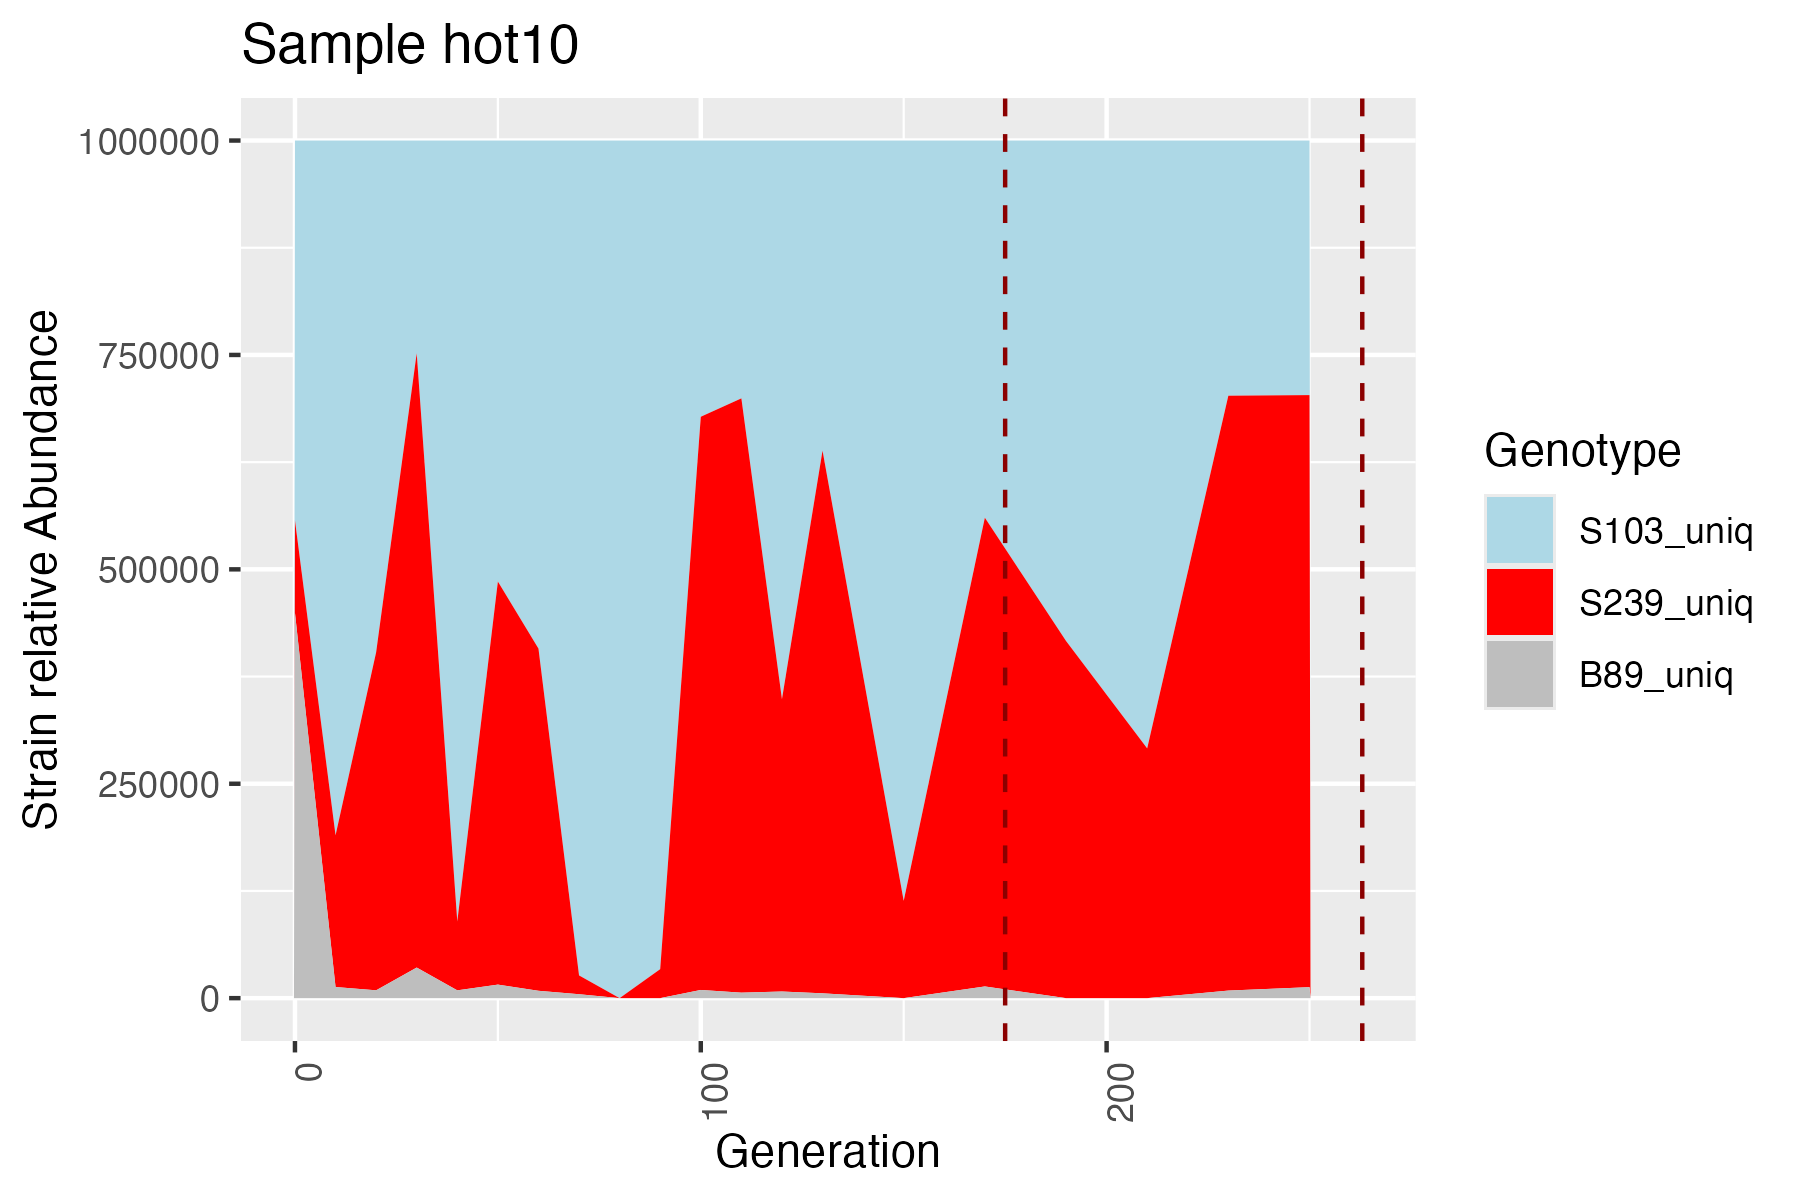 Sample hot10
Strain relative Abundance
1000000
750000
500000
250000
0
0
100
200
Generation
Genotype
S103_uniq
S239_uniq
B89_uniq